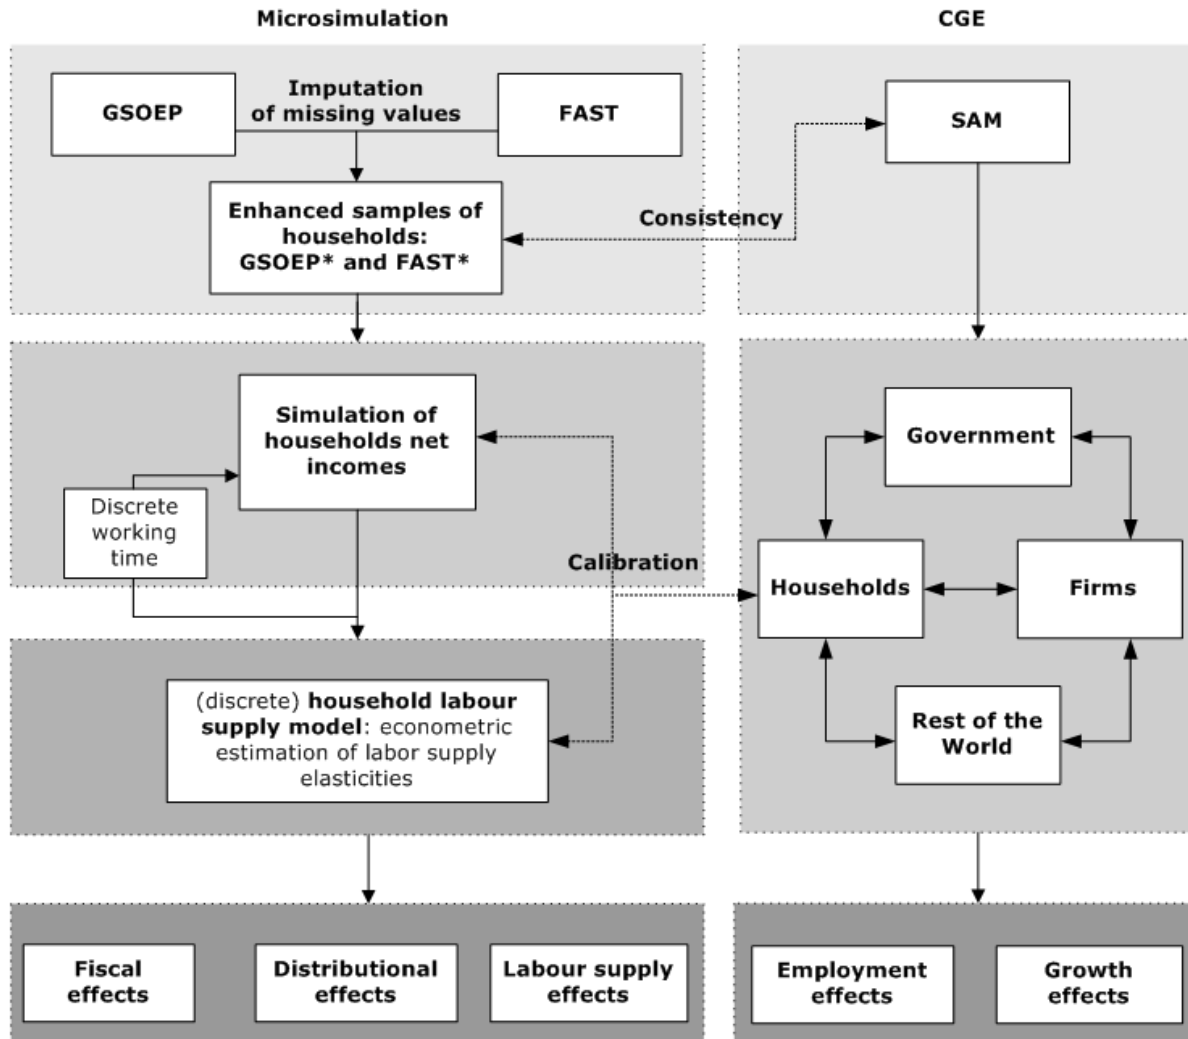 Microsimulation
CGE
GSOEP
Imputation
of missing values
FAST
SAM
Enhanced samples of
households:
GSOEP* and FAST*
Consistency
Simulation of
households net
incomes
Discrete
working
time
Calibration
Government
Households
Firms
Rest of the
World
(discrete) household labour
supply model: econometric
estimation of labor supply
elasticities
Fiscal
effects
Distributional
effects
Labour supply
effects
Employment
effects
Growth
effects